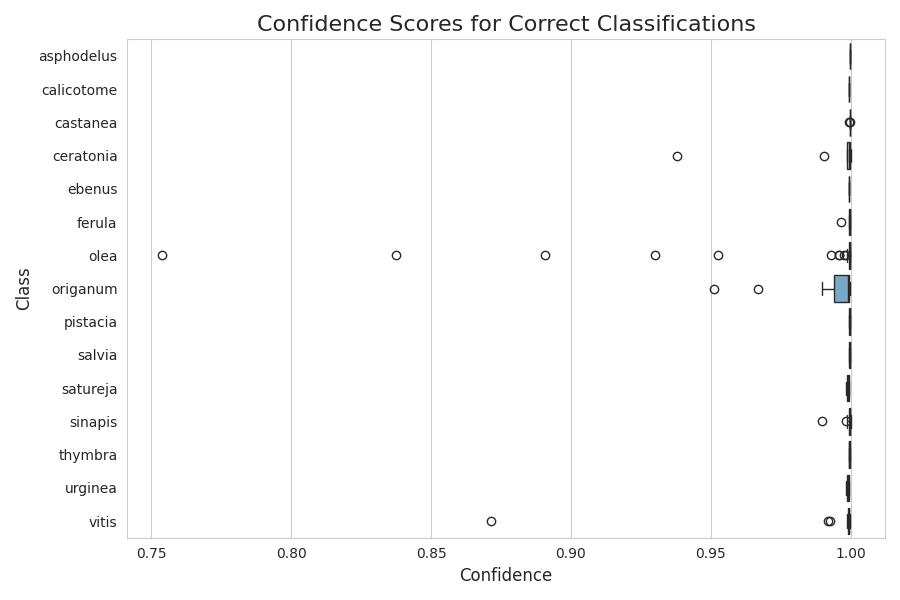 Confidence Scores for Correct Classifications
asphodelus
calicotome
castanea
ceratonia
ebenus
ferula
olea
origanum
pistacia
salvia
satureja
sinapis
thymbra
urginea
vitis
Class
0.75 0.80 0.85 0.90 0.95 1.00
Confidence